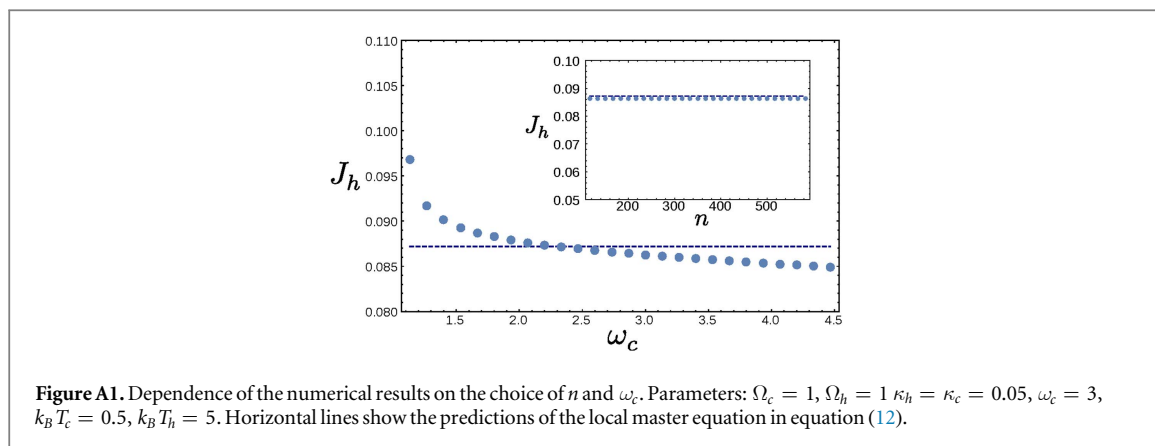 0.110
0.105
0.100
0.095
0.090
0.085
0.080
J_h
1.5 2.0 2.5 3.0 3.5 4.0 4.5
ω_c
0.10
0.09
0.08
0.07
0.06
0.05
J_h
200 300 400 500
n
Figure A1. Dependence of the numerical results on the choice of n and ω_c. Parameters: Ω_c = 1, Ω_h = 1 κ_h = κ_c = 0.05, ω_c = 3,
k_B T_c = 0.5, k_B T_h = 5. Horizontal lines show the predictions of the local master equation in equation (12).